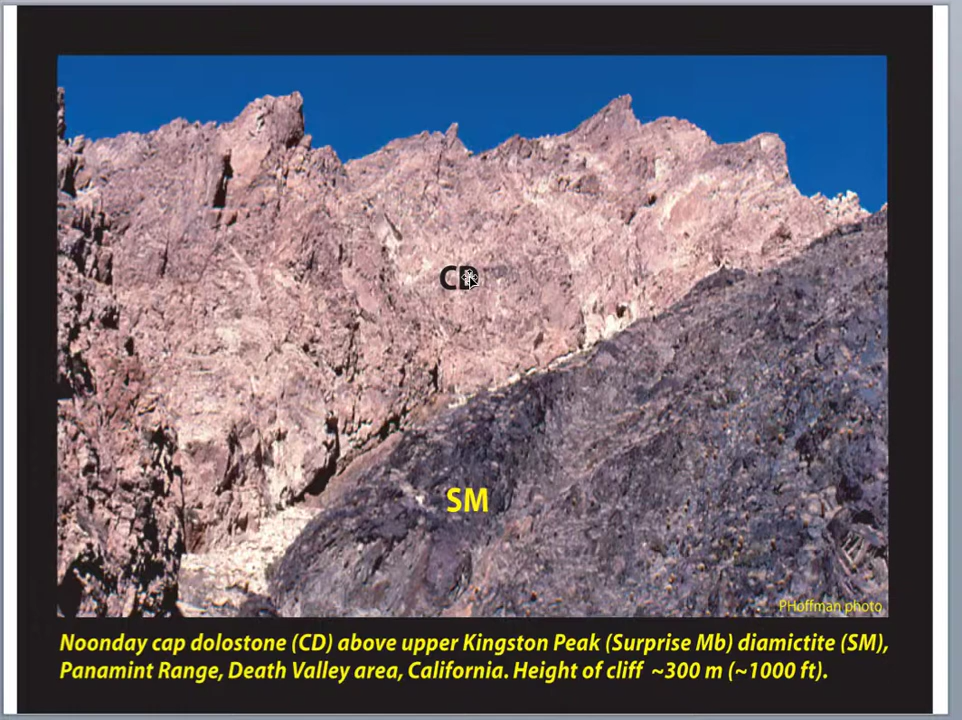 CD
SM
PHoffman photo
Noonday cap dolostone (CD) above upper Kingston Peak (Surprise Mb) diamictite (SM),
Panamint Range, Death Valley area, California. Height of cliff ~300 m (~1000 ft).